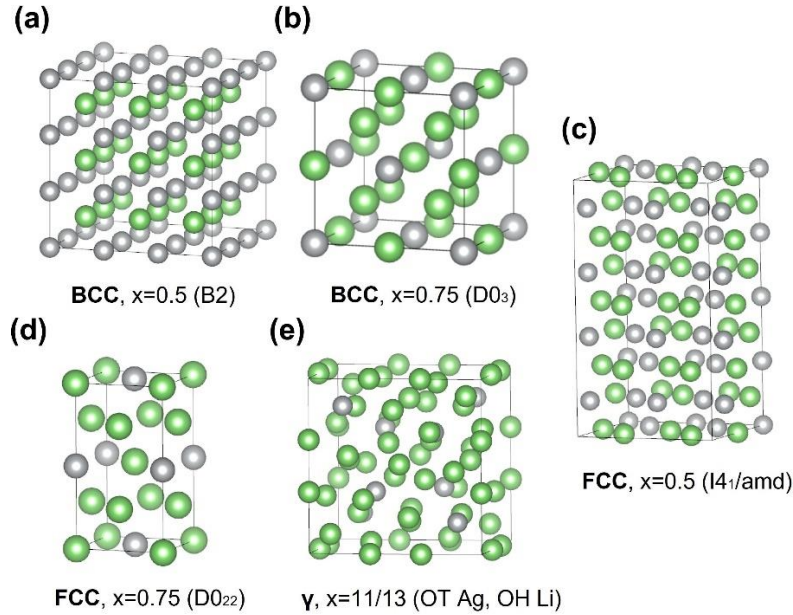 (a)
BCC, x=0.5 (B2)
(b)
BCC, x=0.75 (D0₃)
(c)
FCC, x=0.5 (I4₁/amd)
(d)
FCC, x=0.75 (D0₂₂)
(e)
γ, x=11/13 (OT Ag, OH Li)